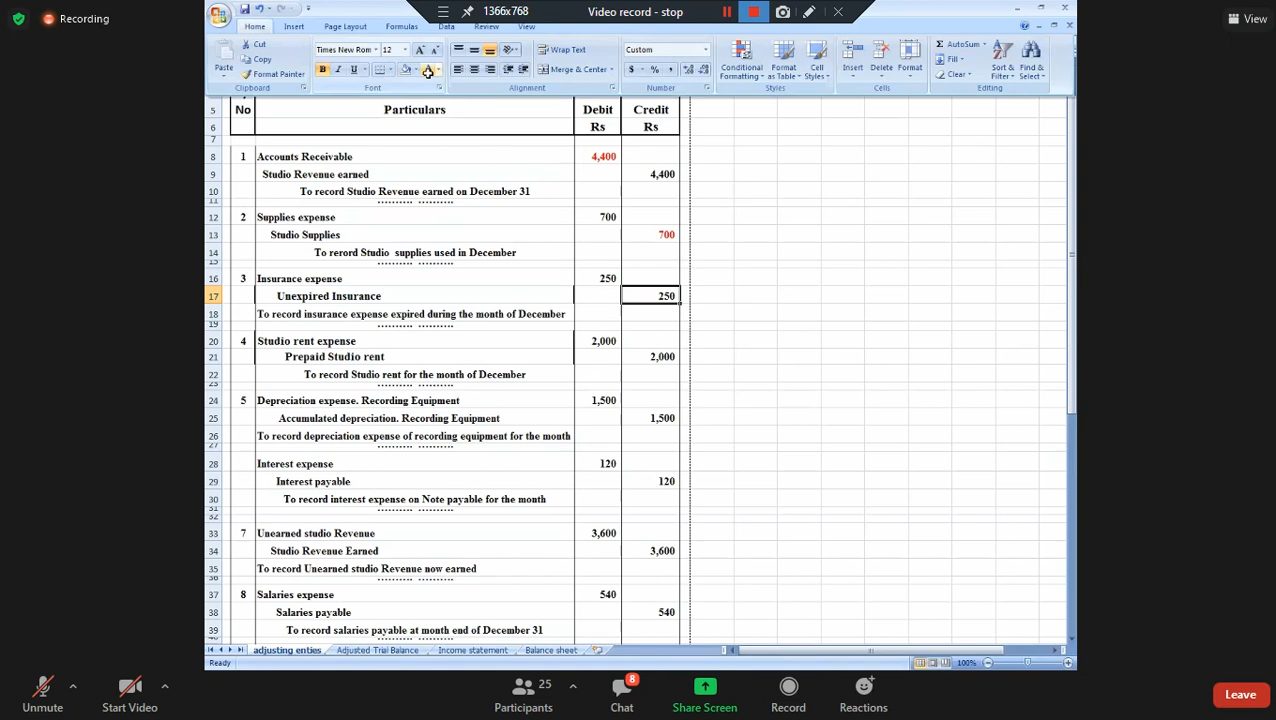 Recording
1366x768
Video record - stop
View
Home
Insert
Page Layout
Formulas
Data
Review
View
Paste
Cut
Copy
Format Painter
Clipboard
Times New Rom
12
A
A
B
I
U
A
Font
Wrap Text
Merge & Center
Alignment
Custom
$
%
,
Number
Conditional Formatting
Format as Table
Cell Styles
Styles
Insert
Delete
Format
Cells
Σ AutoSum
Fill
Clear
Sort & Filter
Find & Select
Editing
5 No Particulars Debit Credit
6 Rs Rs
7
8 1 Accounts Receivable 4,400
9 Studio Revenue earned 4,400
10 To record Studio Revenue earned on December 31
11
12 2 Supplies expense 700
13 Studio Supplies 700
14 To rerord Studio supplies used in December
15
16 3 Insurance expense 250
17 Unexpired Insurance 250
18 To record insurance expense expired during the month of December
19
20 4 Studio rent expense 2,000
21 Prepaid Studio rent 2,000
22 To record Studio rent for the month of December
23
24 5 Depreciation expense. Recording Equipment 1,500
25 Accumulated depreciation. Recording Equipment 1,500
26 To record depreciation expense of recording equipment for the month
27
28 Interest expense 120
29 Interest payable 120
30 To record interest expense on Note payable for the month
31
32
33 7 Unearned studio Revenue 3,600
34 Studio Revenue Earned 3,600
35 To record Unearned studio Revenue now earned
36
37 8 Salaries expense 540
38 Salaries payable 540
39 To record salaries payable at month end of December 31
adjusting enties
Adjusted Trial Balance
Income statement
Balance sheet
Ready
100%
Unmute
Start Video
25
Participants
8
Chat
Share Screen
Record
Reactions
Leave